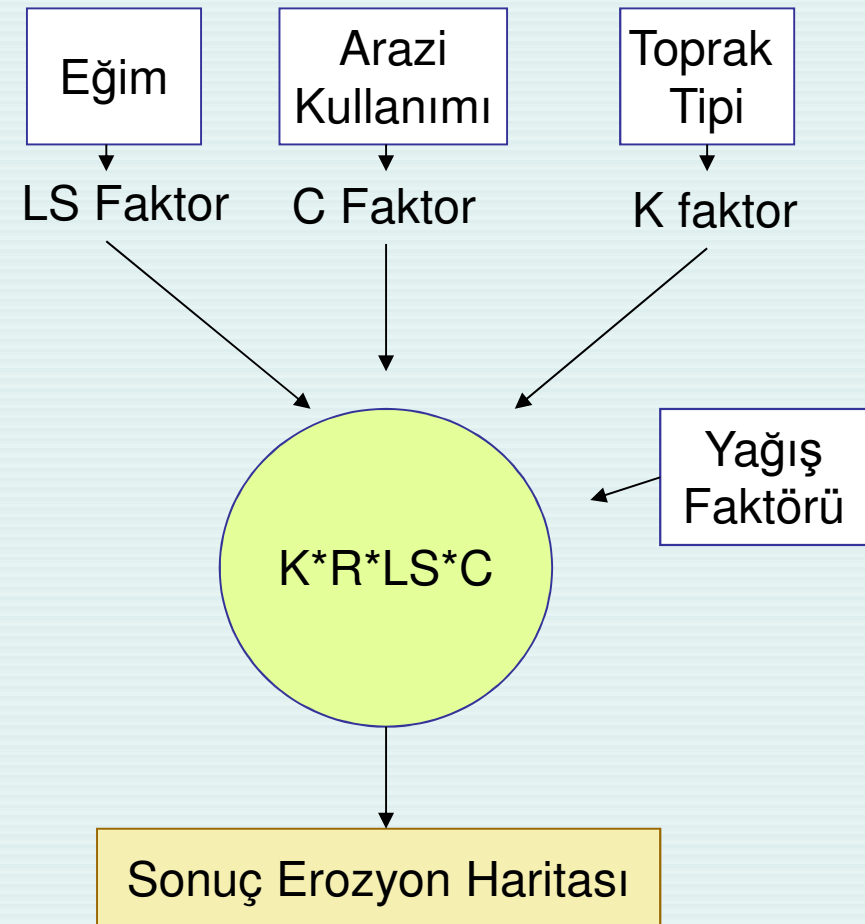 Eğim
Arazi
Kullanımı
Toprak
Tipi
LS Faktor
C Faktor
K faktor
Yağış
Faktörü
K*R*LS*C
Sonuç Erozyon Haritası